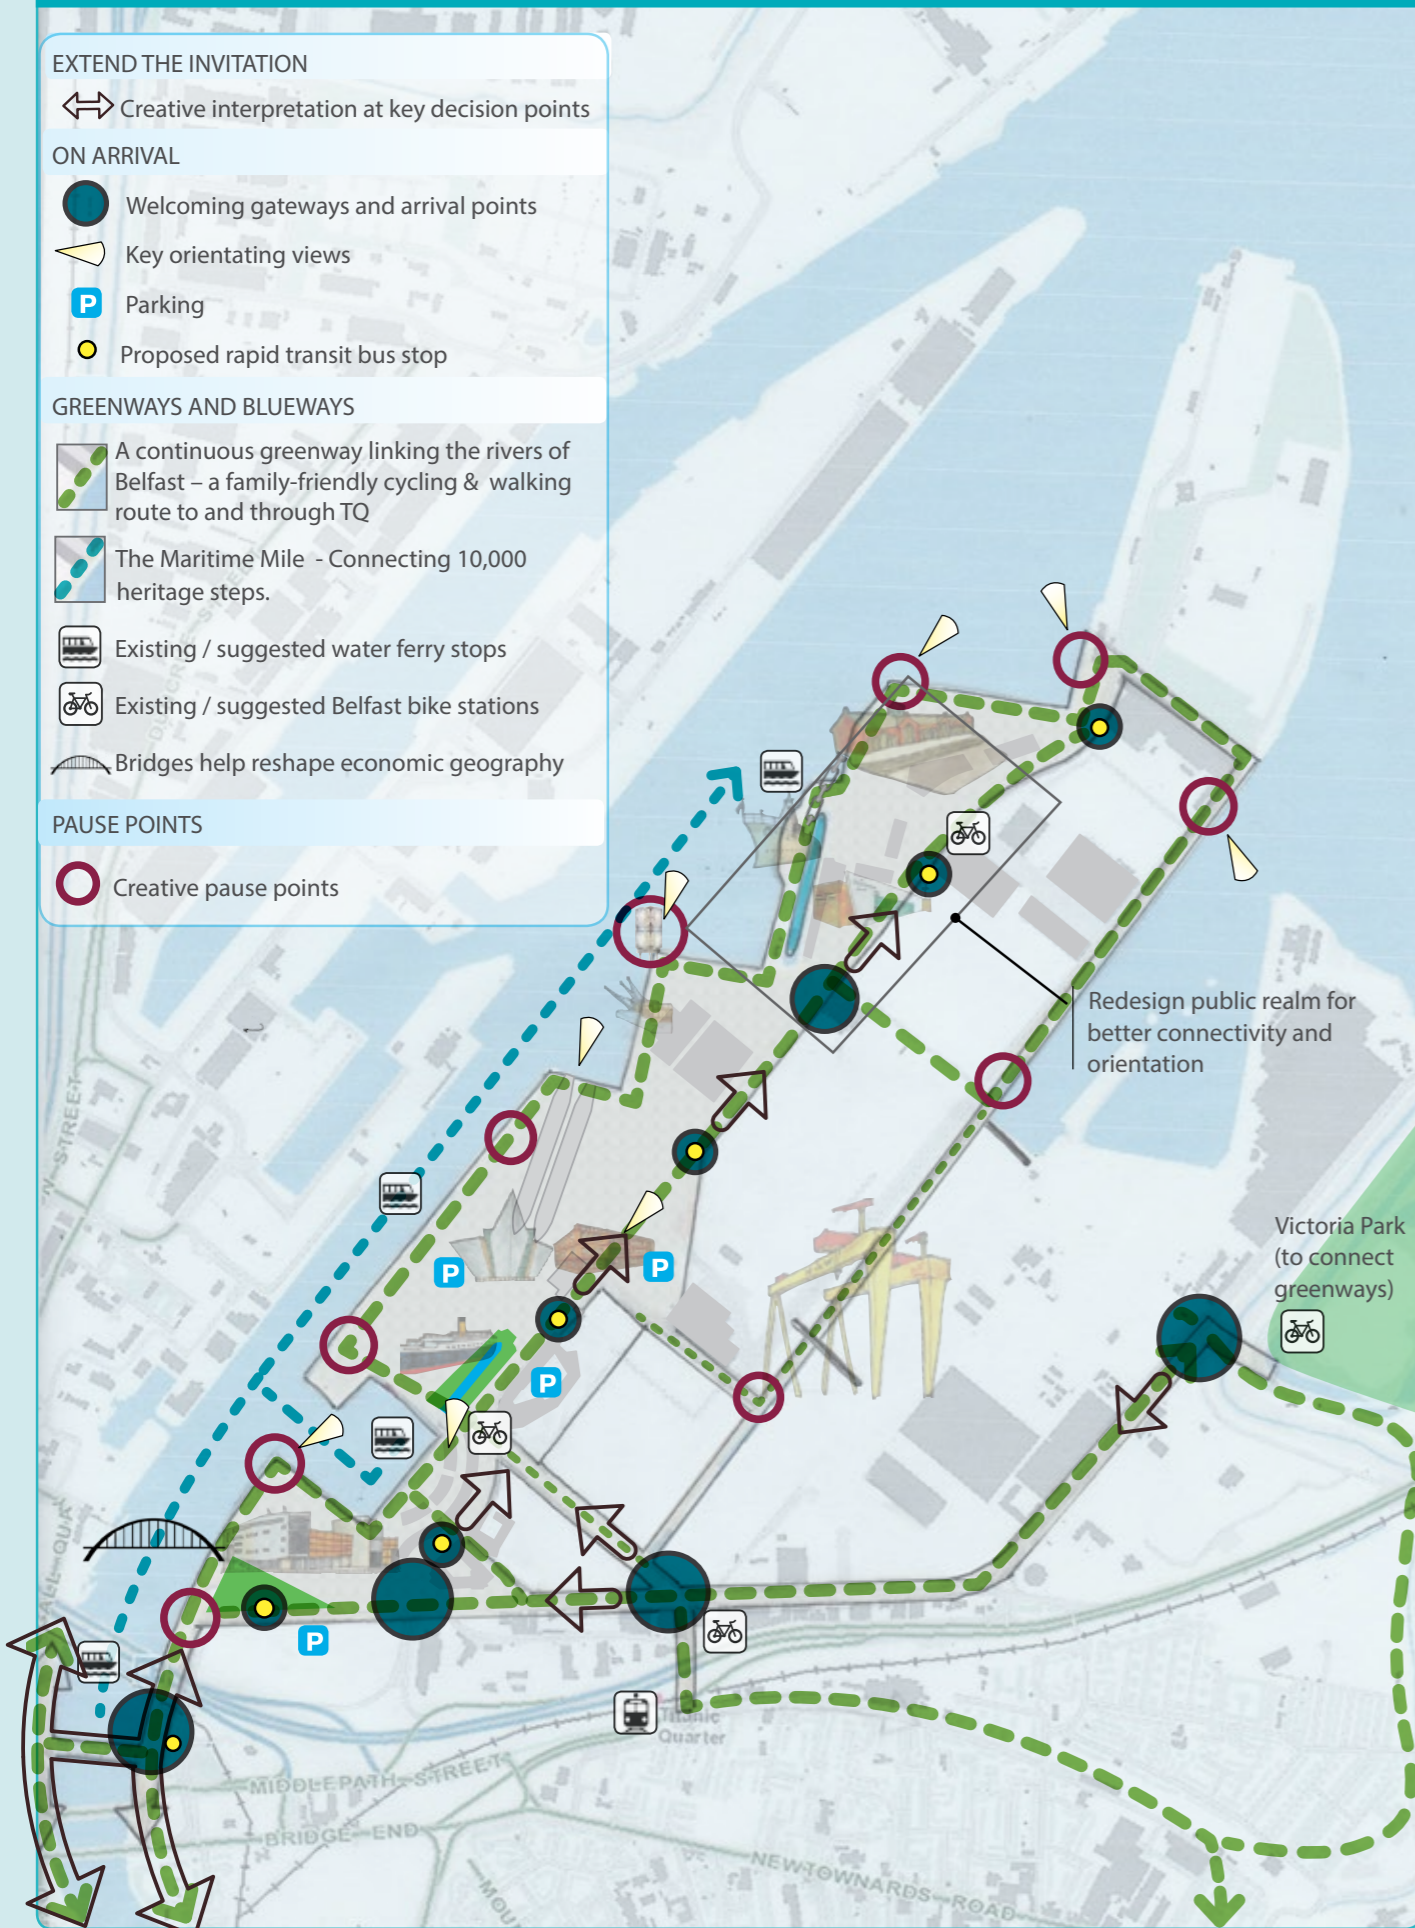 EXTEND THE INVITATION
Creative interpretation at key decision points
ON ARRIVAL
Welcoming gateways and arrival points
Key orientating views
P
Parking
Proposed rapid transit bus stop
GREENWAYS AND BLUEWAYS
A continuous greenway linking the rivers of
Belfast – a family-friendly cycling & walking
route to and through TQ
The Maritime Mile - Connecting 10,000
heritage steps.
Existing / suggested water ferry stops
Existing / suggested Belfast bike stations
Bridges help reshape economic geography
PAUSE POINTS
Creative pause points
Redesign public realm for
better connectivity and
orientation
Victoria Park
(to connect
greenways)
P
P
P
P
Titanic
Quarter
MIDDLEPATH STREET
BRIDGE END
NEWTOWNARDS ROAD